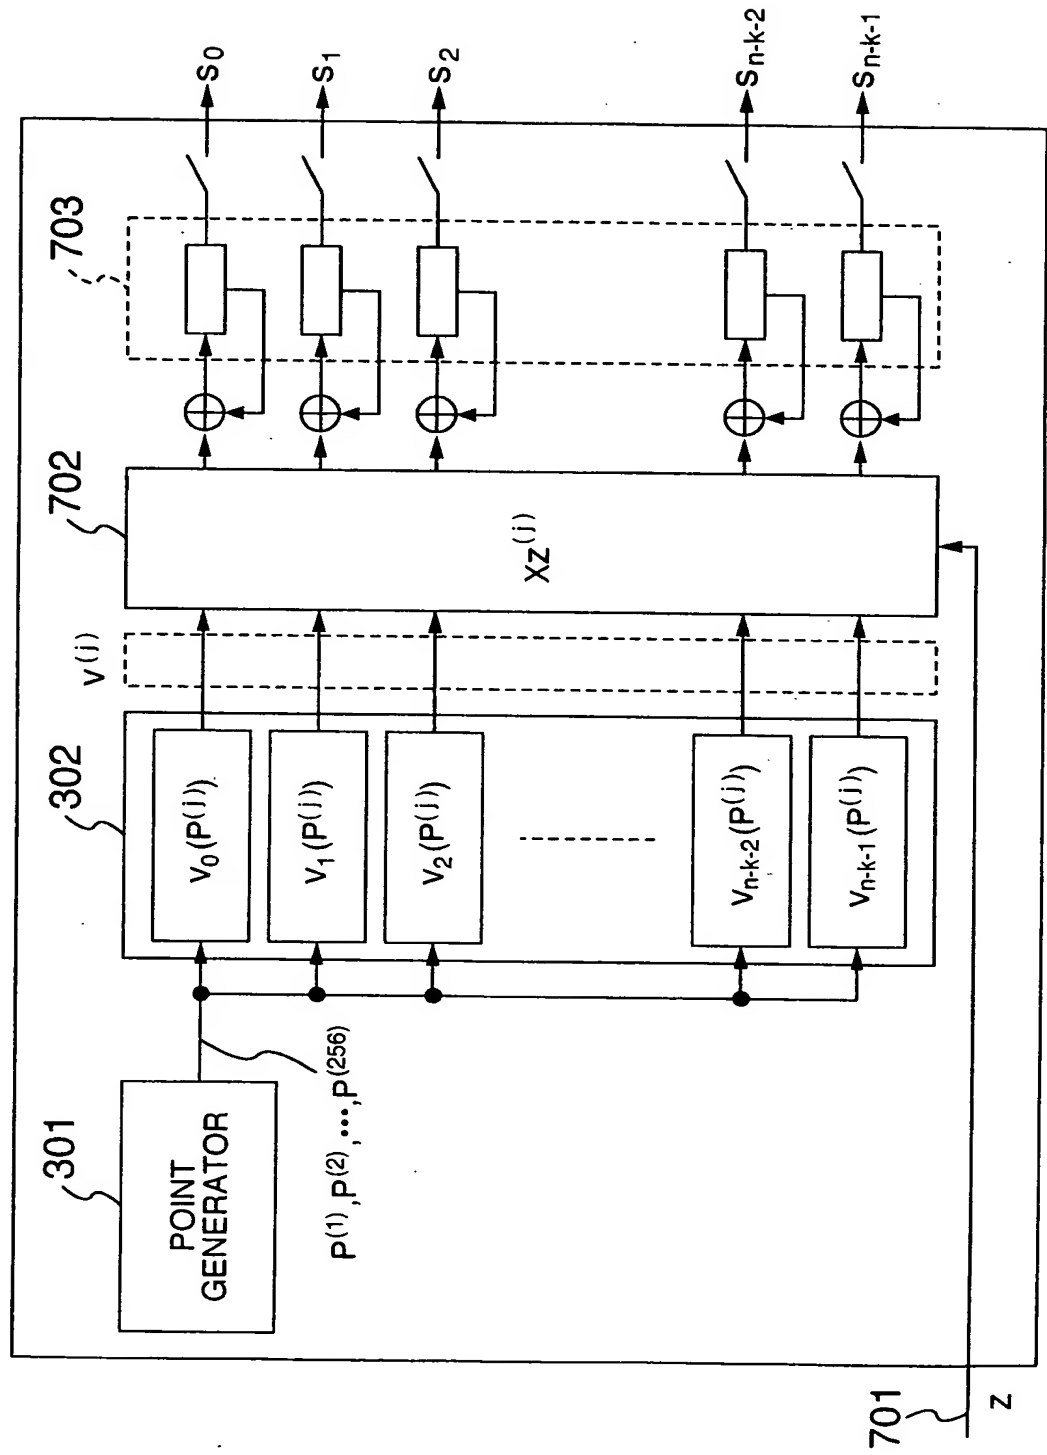 301
POINT
GENERATOR
P(1), P(2), ..., P(256)
302
V0(P(j))
V1(P(j))
V2(P(j))
Vn-k-2(P(j))
Vn-k-1(P(j))
V(j)
702
XZ(j)
703
S0
S1
S2
Sn-k-2
Sn-k-1
701
Z